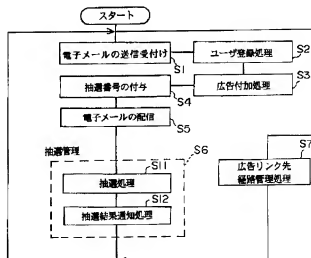 スタート
電子メールの送信受付け
S1
ユーザ登録処理
S2
抽選番号の付与
S4
広告付加処理
S3
電子メールの配信
S5
抽選管理
S6
S11
抽選処理
S12
抽選結果通知処理
S7
広告リンク先
経路管理処理